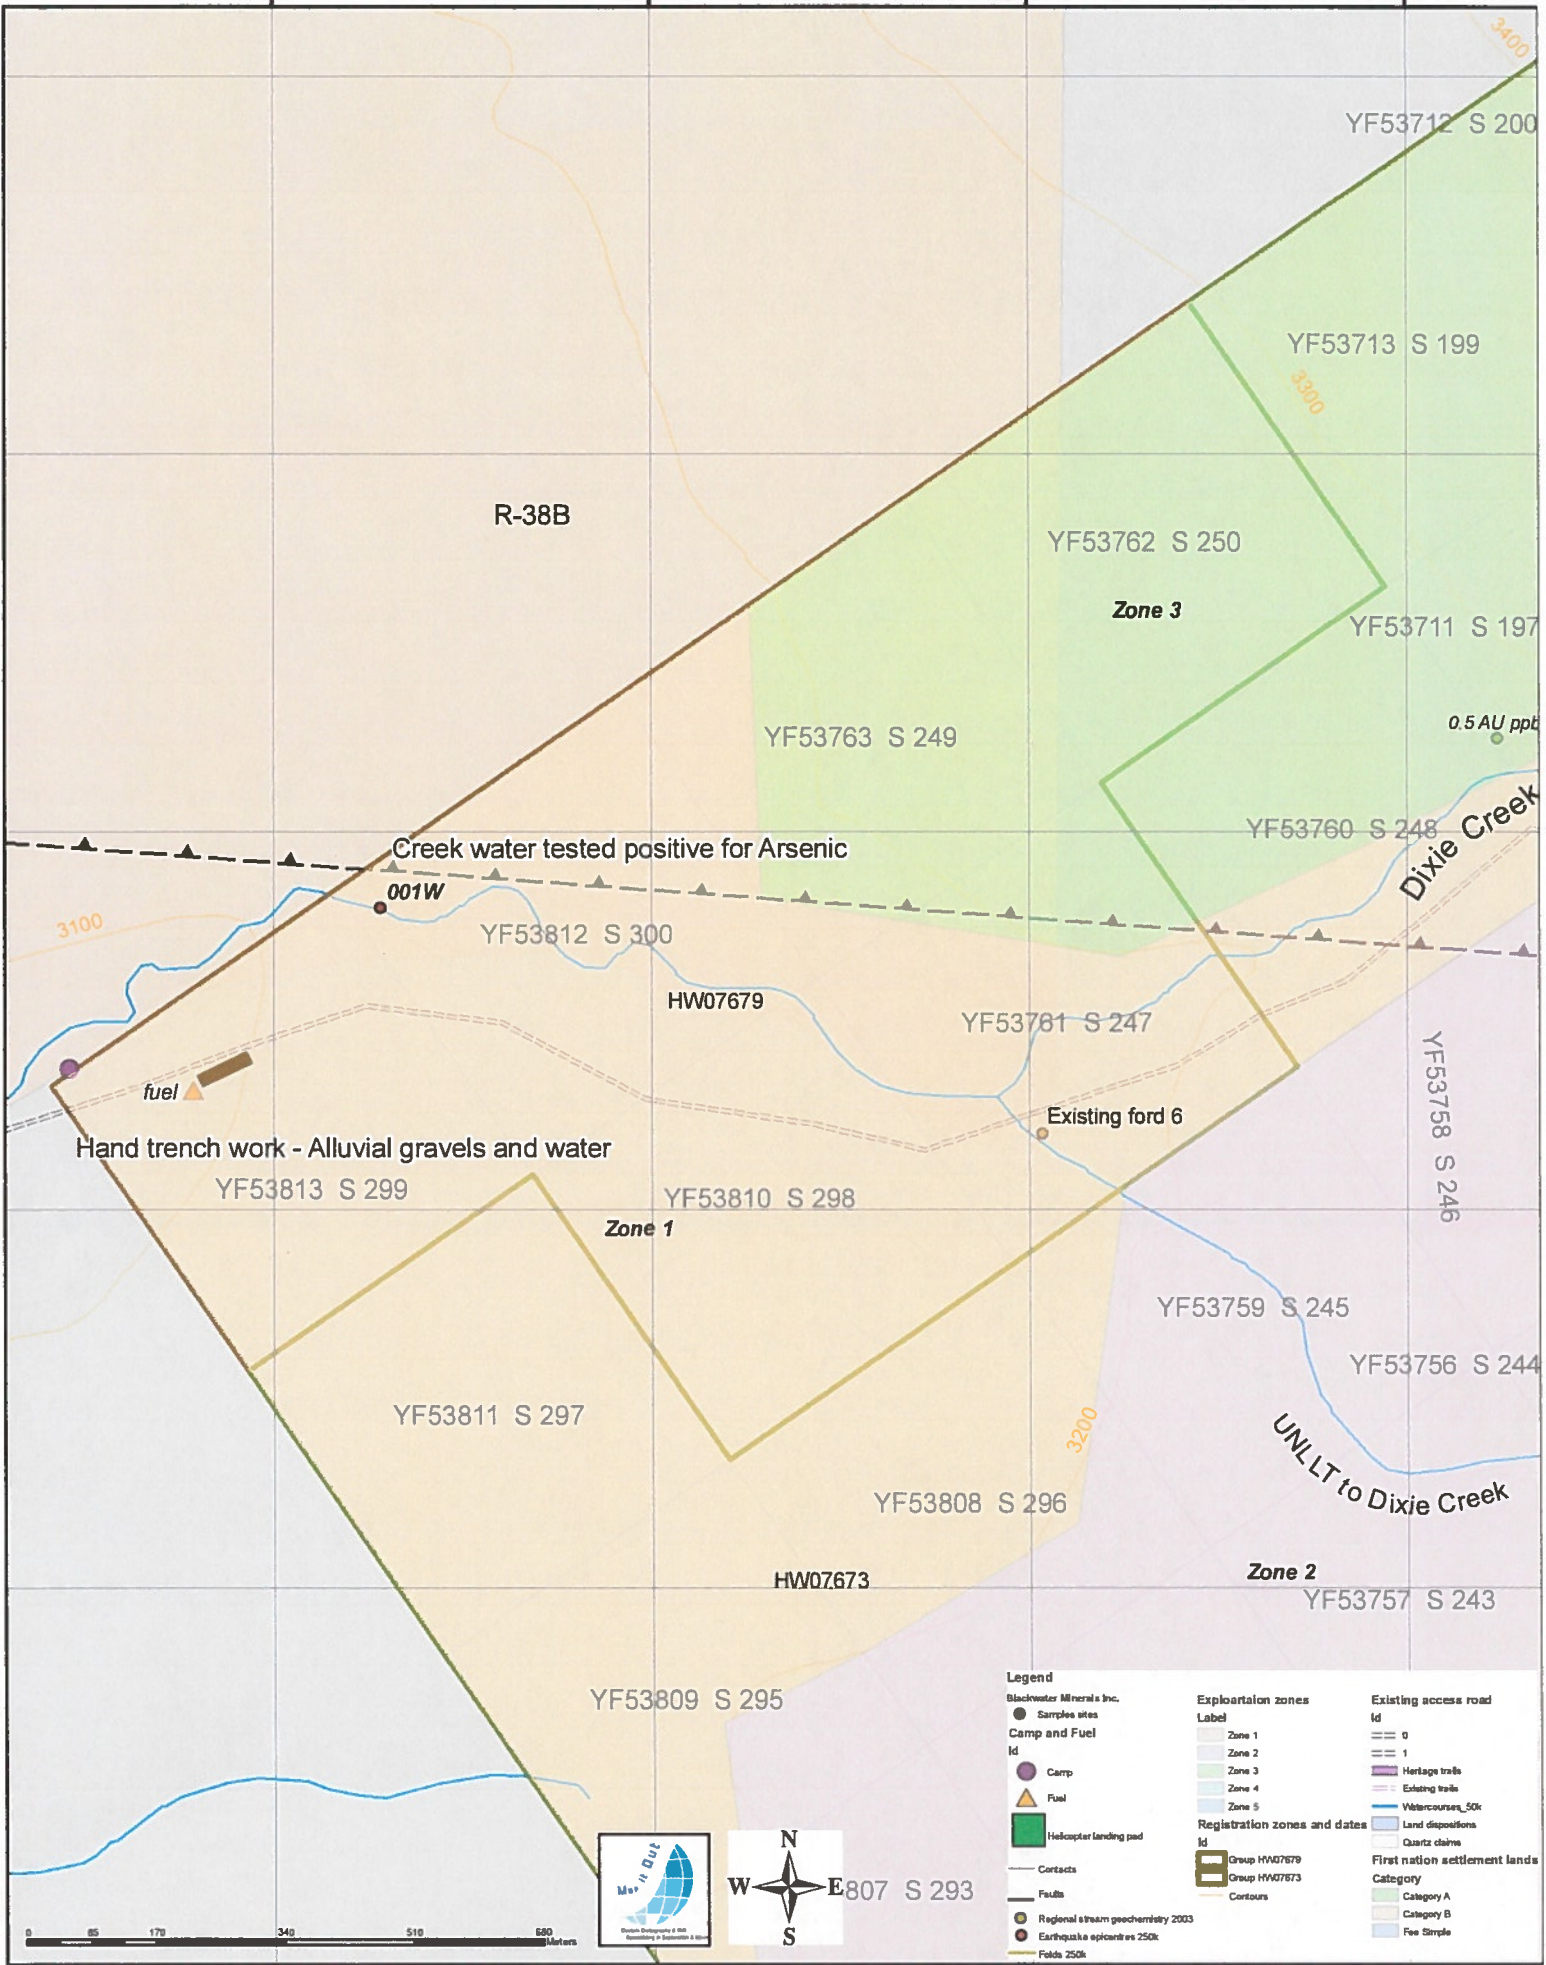 3400
YF53712 S 200
YF53713 S 199
3300
R-38B
YF53762 S 250
Zone 3
YF53711 S 197
0.5 AU ppb
YF53763 S 249
YF53760 S 248
Dixie Creek
Creek water tested positive for Arsenic
001W
3100
YF53812 S 300
HW07679
YF53761 S 247
fuel
Existing ford 6
YF53758 S 246
Hand trench work - Alluvial gravels and water
YF53813 S 299
YF53810 S 298
Zone 1
YF53759 S 245
YF53756 S 244
YF53811 S 297
3200
UNLLT to Dixie Creek
YF53808 S 296
HW07673
Zone 2
YF53757 S 243
YF53809 S 295
807 S 293
Legend
Blackwater Minerals Inc.
Samples sites
Camp and Fuel
Id
Camp
Fuel
Helicopter landing pad
Contacts
Faults
Regional stream geochemistry 2003
Earthquake epicentres 250k
Folds 250k
Exploartaion zones
Label
Zone 1
Zone 2
Zone 3
Zone 4
Zone 5
Registration zones and dates
Id
Group HW07679
Group HW07673
Contours
Existing access road
Id
0
1
Heritage trails
Existing trails
Watercourses_50k
Land dispositions
Quartz claims
First nation settlement lands
Category
Category A
Category B
Fee Simple
Map It Out
N
W E
S
0 85 170 340 510 680
Meters